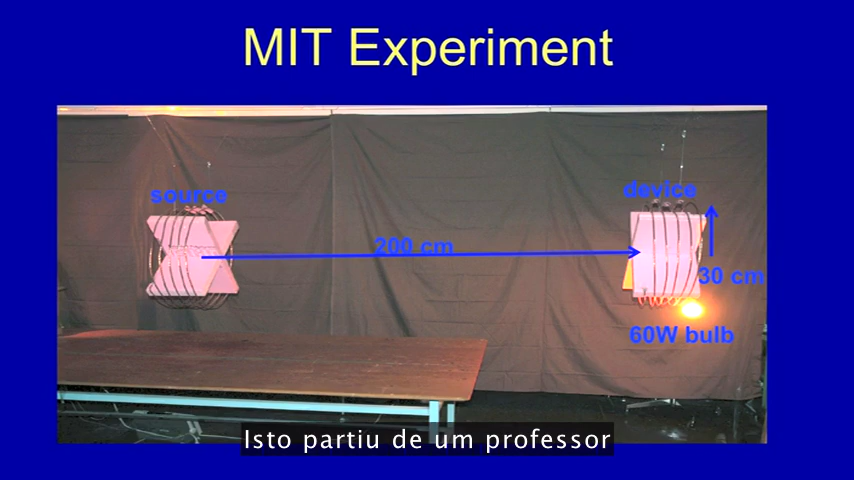 MIT Experiment
source
device
200 cm
30 cm
60W bulb
Isto partiu de um professor